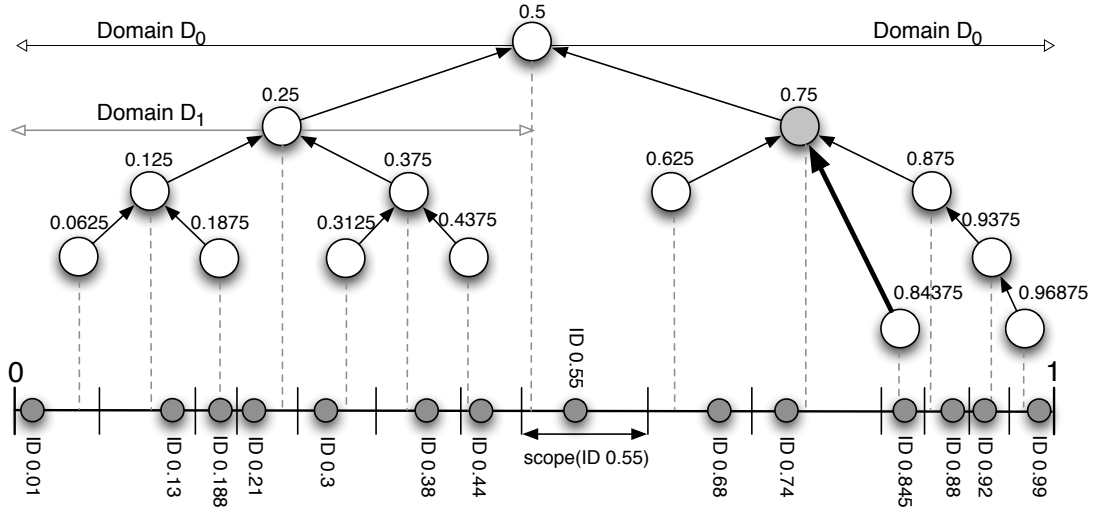 0.5
Domain D0
Domain D0
0.25
0.75
Domain D1
0.125
0.375
0.625
0.875
0.0625
0.1875
0.3125
0.4375
0.9375
0.84375
0.96875
ID 0.55
0
1
scope(ID 0.55)
ID 0.01
ID 0.13
ID 0.188
ID 0.21
ID 0.3
ID 0.38
ID 0.44
ID 0.68
ID 0.74
ID 0.845
ID 0.88
ID 0.92
ID 0.99